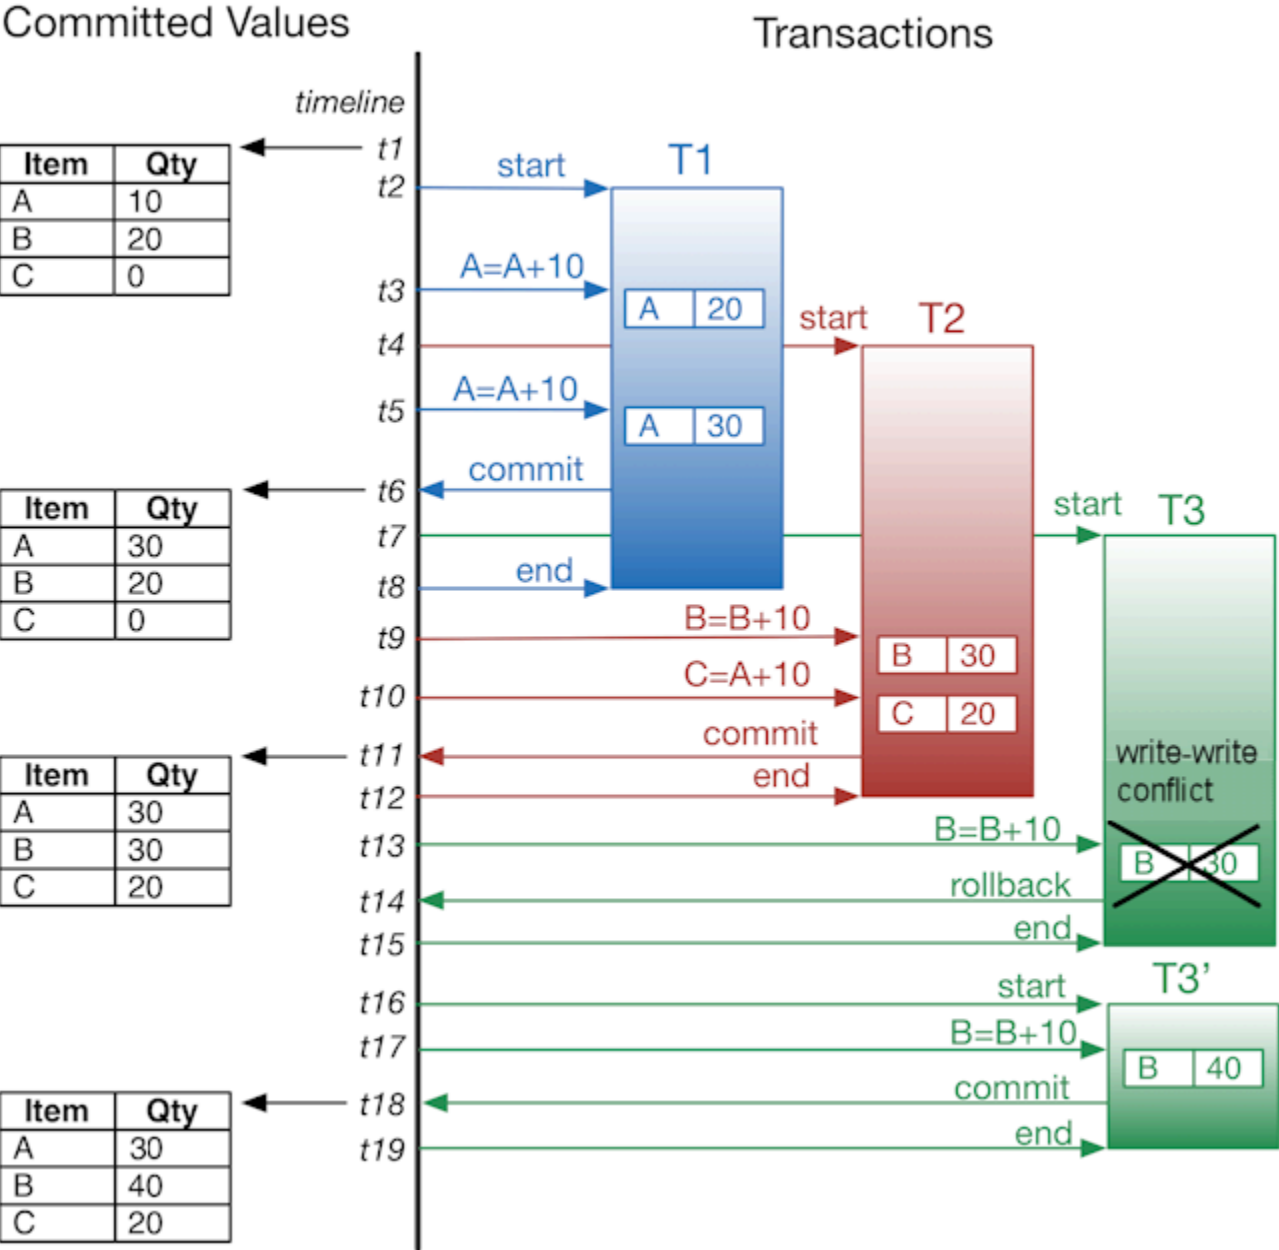 Committed Values
Transactions
timeline
t1
Item Qty
A 10
B 20
C 0
t2
start
T1
t3
A=A+10
A 20
t4
start
T2
t5
A=A+10
A 30
t6
commit
Item Qty
A 30
B 20
C 0
t7
start
T3
t8
end
t9
B=B+10
B 30
t10
C=A+10
C 20
t11
commit
Item Qty
A 30
B 30
C 20
t12
end
write-write
conflict
t13
B=B+10
B 30
t14
rollback
t15
end
T3’
t16
start
t17
B=B+10
B 40
t18
commit
Item Qty
A 30
B 40
C 20
t19
end